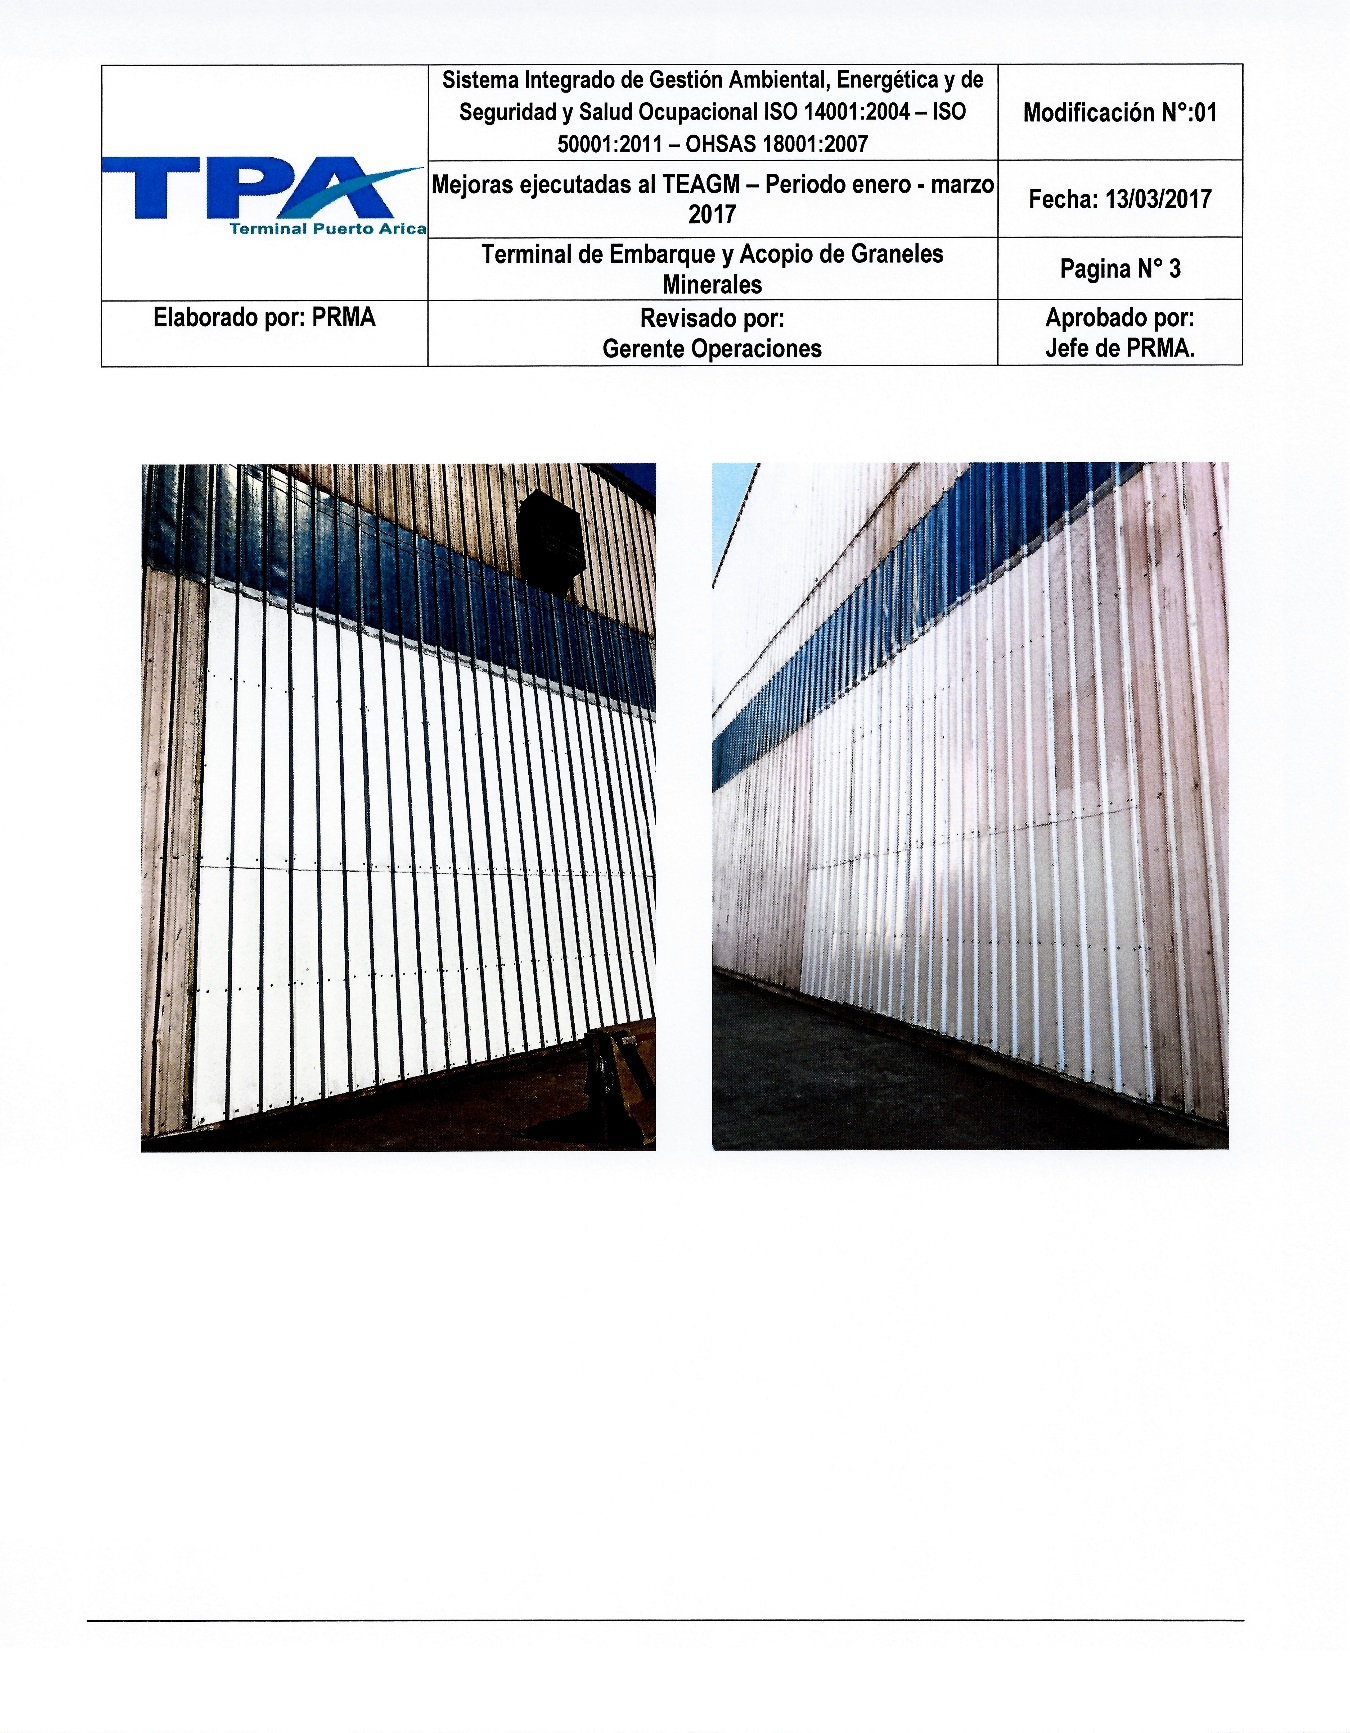 TPA
Terminal Puerto Arica
Sistema Integrado de Gestión Ambiental, Energética y de
Seguridad y Salud Ocupacional ISO 14001:2004 – ISO
50001:2011 – OHSAS 18001:2007
Modificación N°:01
Mejoras ejecutadas al TEAGM – Periodo enero - marzo
2017
Fecha: 13/03/2017
Terminal de Embarque y Acopio de Graneles
Minerales
Pagina N° 3
Elaborado por: PRMA
Revisado por:
Gerente Operaciones
Aprobado por:
Jefe de PRMA.